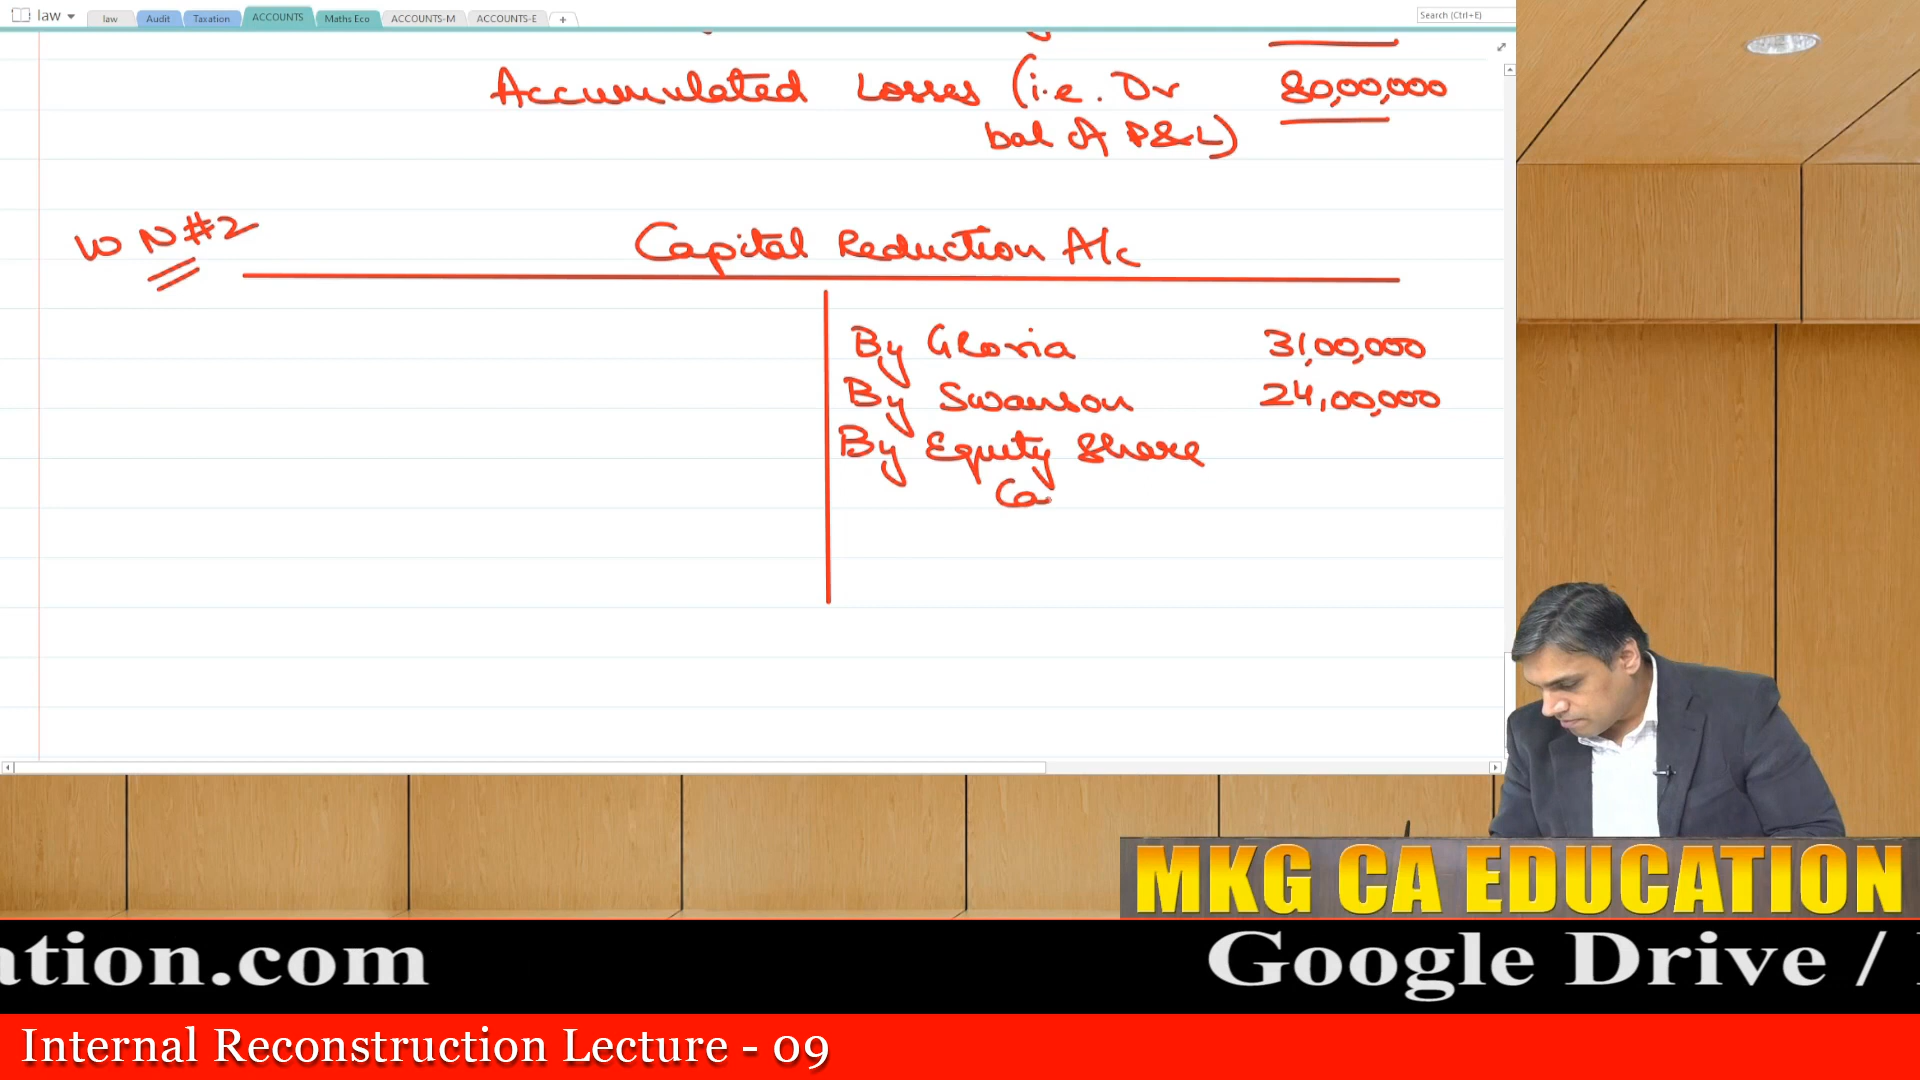 law law Audit Taxation ACCOUNTS Maths Eco ACCOUNTS-M ACCOUNTS-E + Search (Ctrl+E)
Accumulated Losses (i.e. Dr 80,00,000
bal of P&L)
WN#2 Capital Reduction A/c
By Gloria 31,00,000
By Swanson 24,00,000
By Equity Share
Ca
MKG CA EDUCATION
ation.com Google Drive /
Internal Reconstruction Lecture - 09